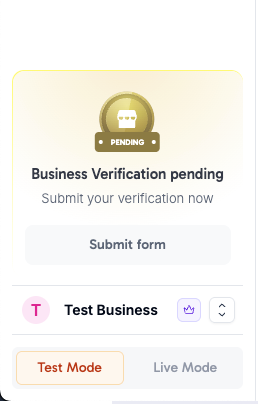 PENDING
Business Verification pending
Submit your verification now
Submit form
T Test Business
Test Mode Live Mode